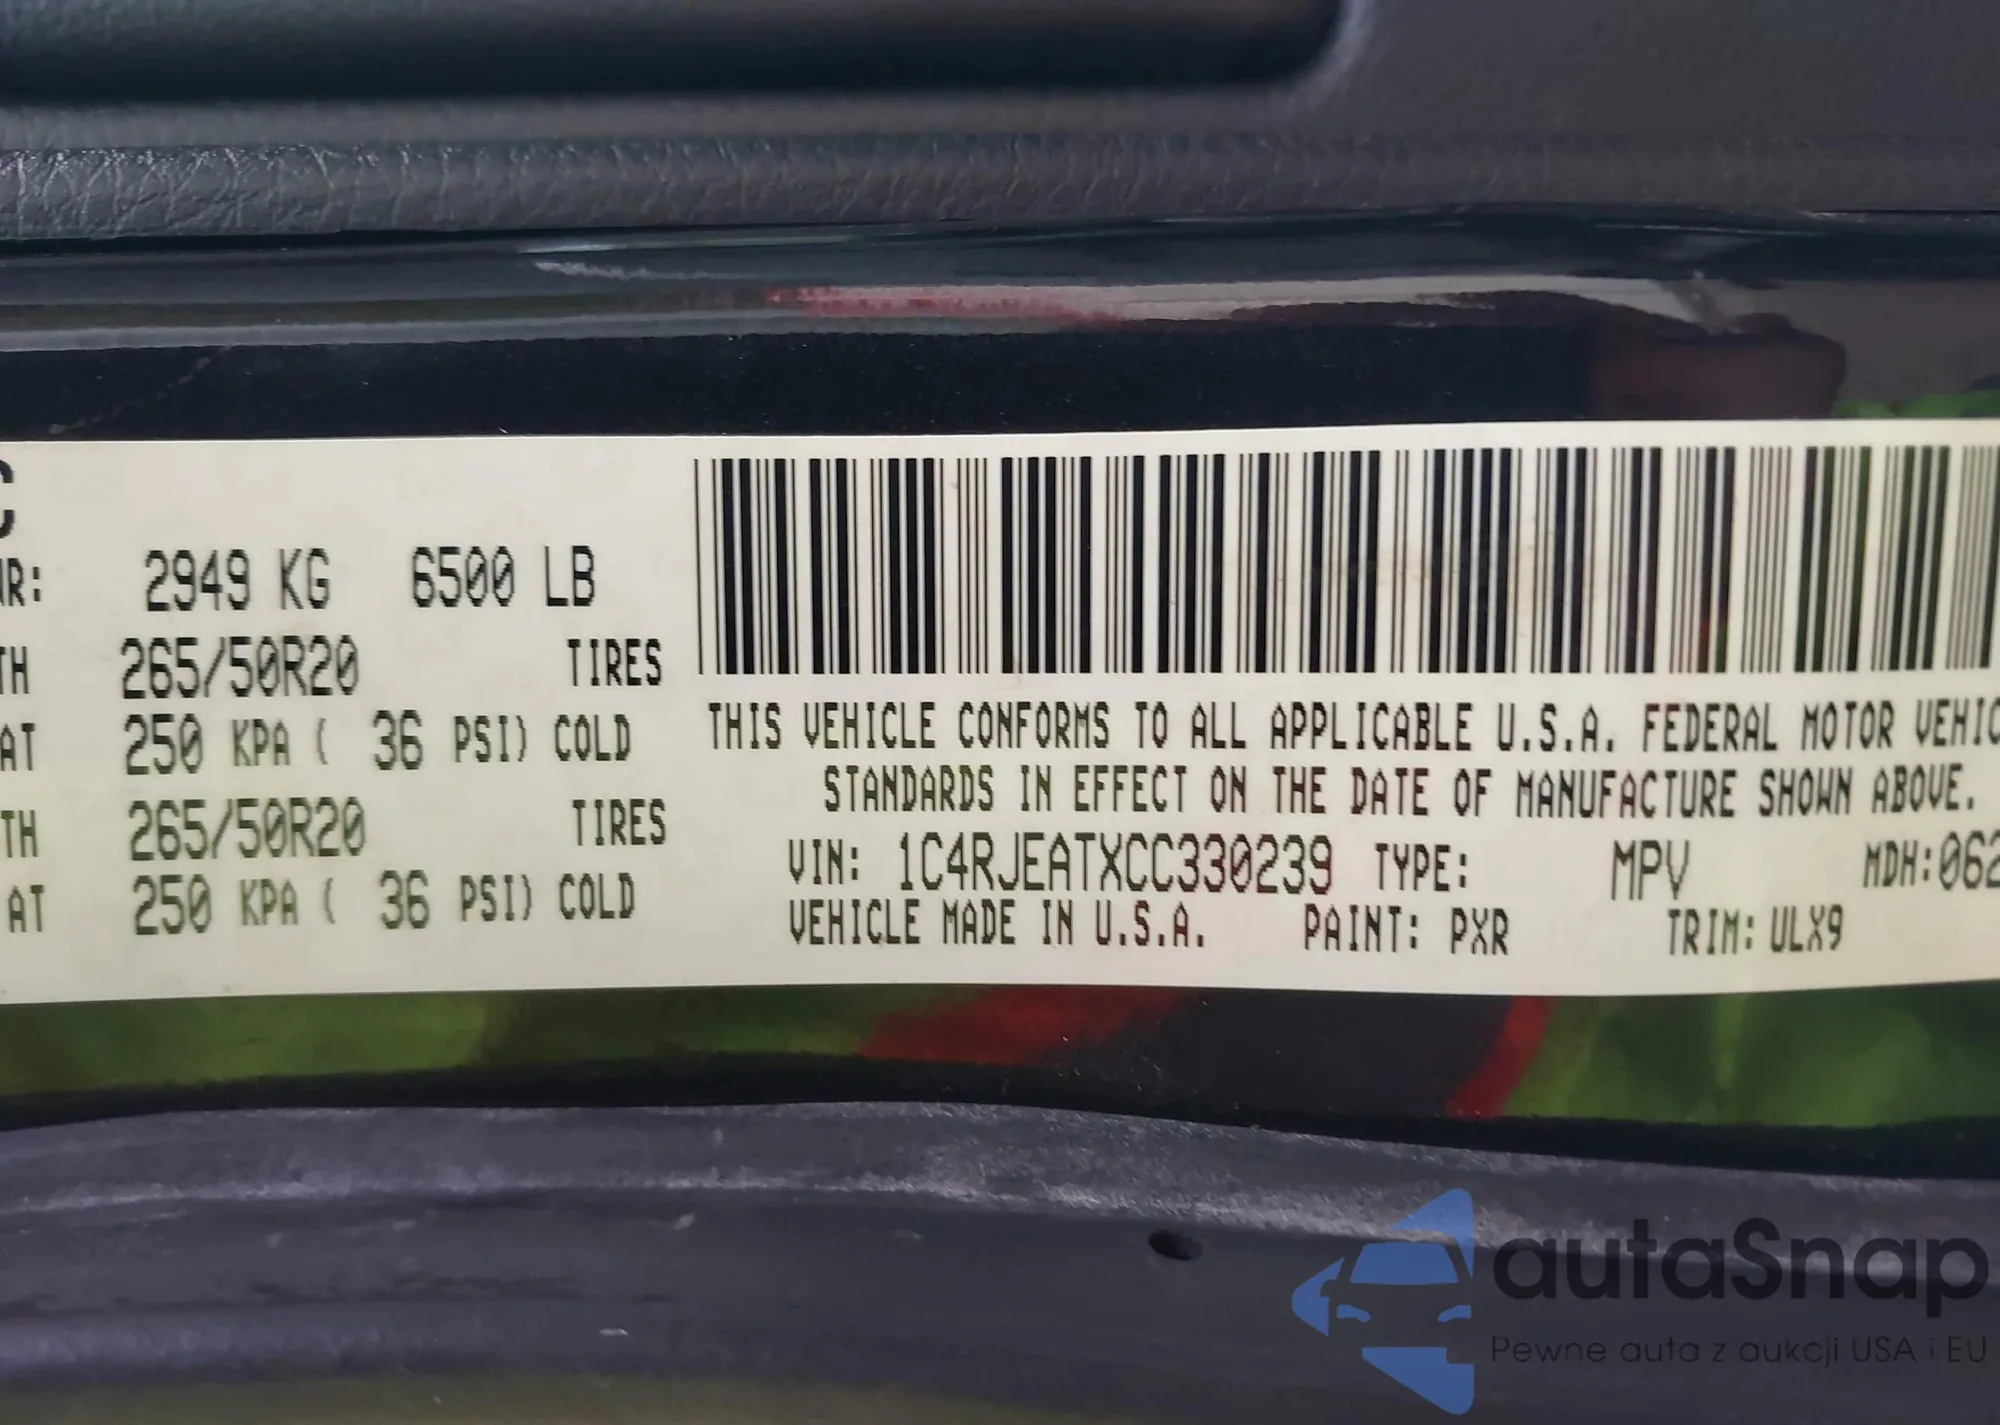 C
WR: 2949 KG 6500 LB
TH 265/50R20 TIRES
AT 250 KPA ( 36 PSI) COLD
TH 265/50R20 TIRES
AT 250 KPA ( 36 PSI) COLD
THIS VEHICLE CONFORMS TO ALL APPLICABLE U.S.A. FEDERAL MOTOR VEHIC
STANDARDS IN EFFECT ON THE DATE OF MANUFACTURE SHOWN ABOVE.
VIN: 1C4RJEATXCC330239 TYPE: MPV MDH:062
VEHICLE MADE IN U.S.A. PAINT: PXR TRIM: ULX9
autaSnap
Pewne auta z aukcji USA i EU